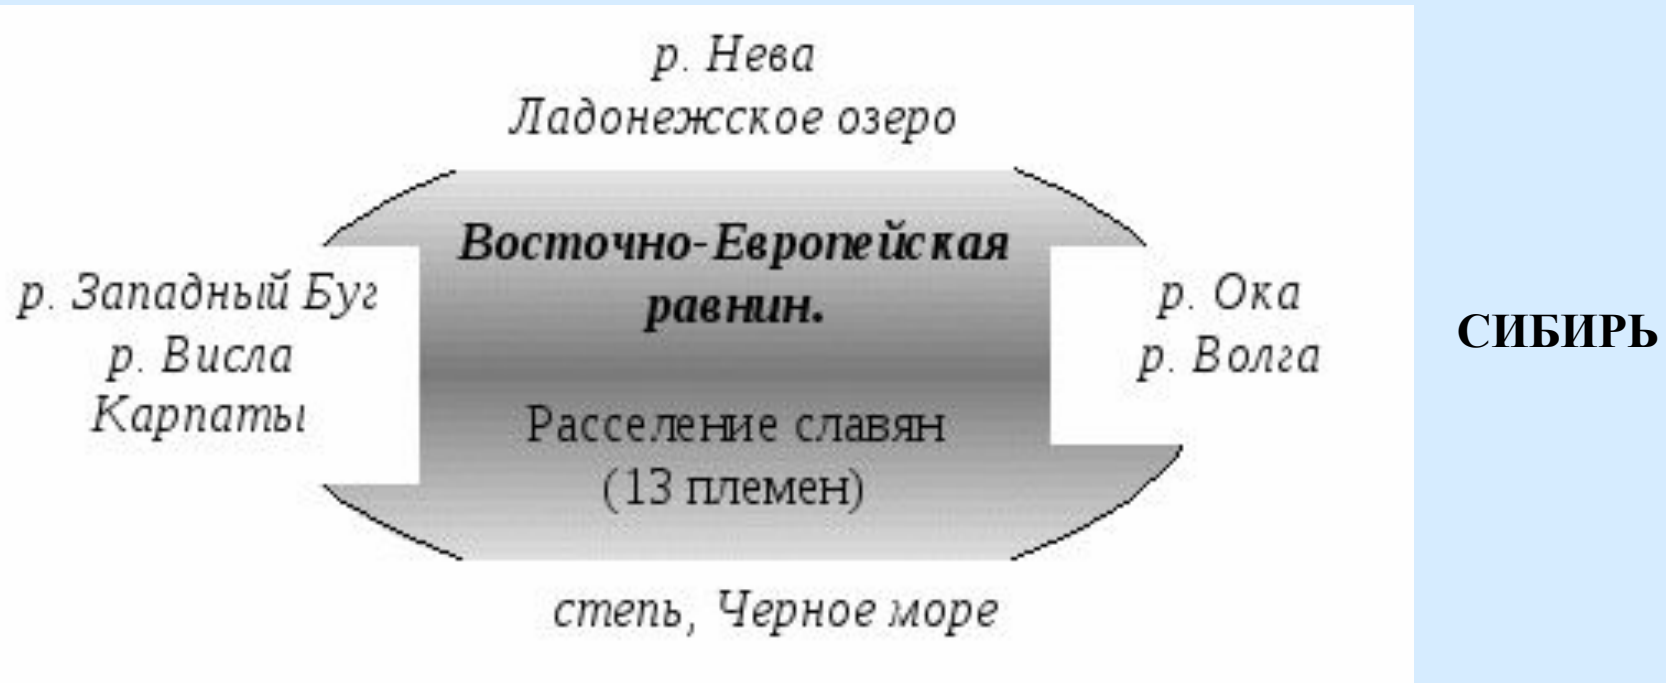 р. Нева
Ладонежское озеро
Восточно-Европейская
равнин.
р. Западный Буг
р. Висла
Карпаты
р. Ока
р. Волга
СИБИРЬ
Расселение славян
(13 племен)
степь, Черное море